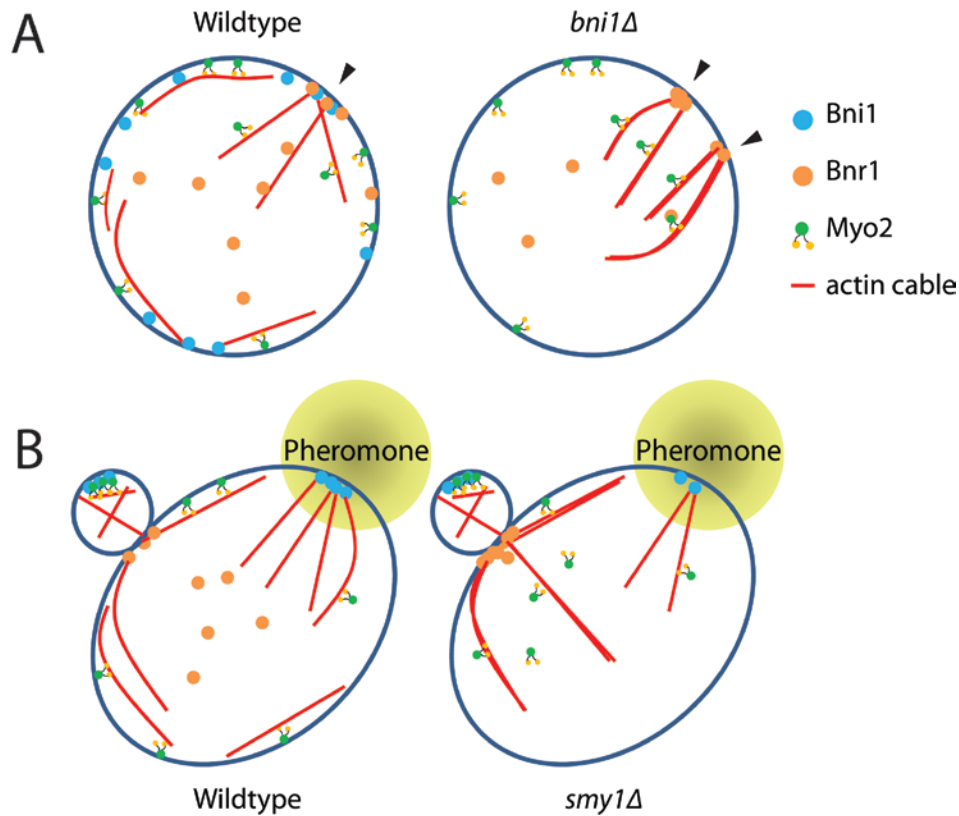 A
Wildtype
bni1Δ
Bni1
Bnr1
Myo2
actin cable
B
Pheromone
Pheromone
Wildtype
smy1Δ